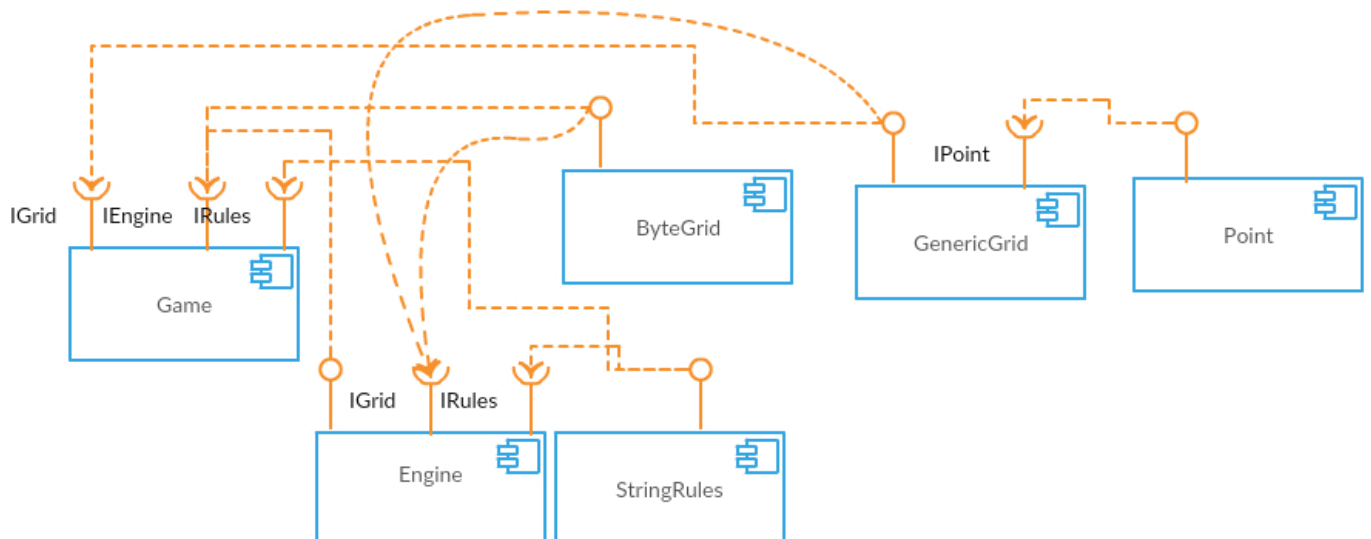 IPoint
IGrid
IEngine
IRules
ByteGrid
GenericGrid
Point
Game
IGrid
IRules
Engine
StringRules